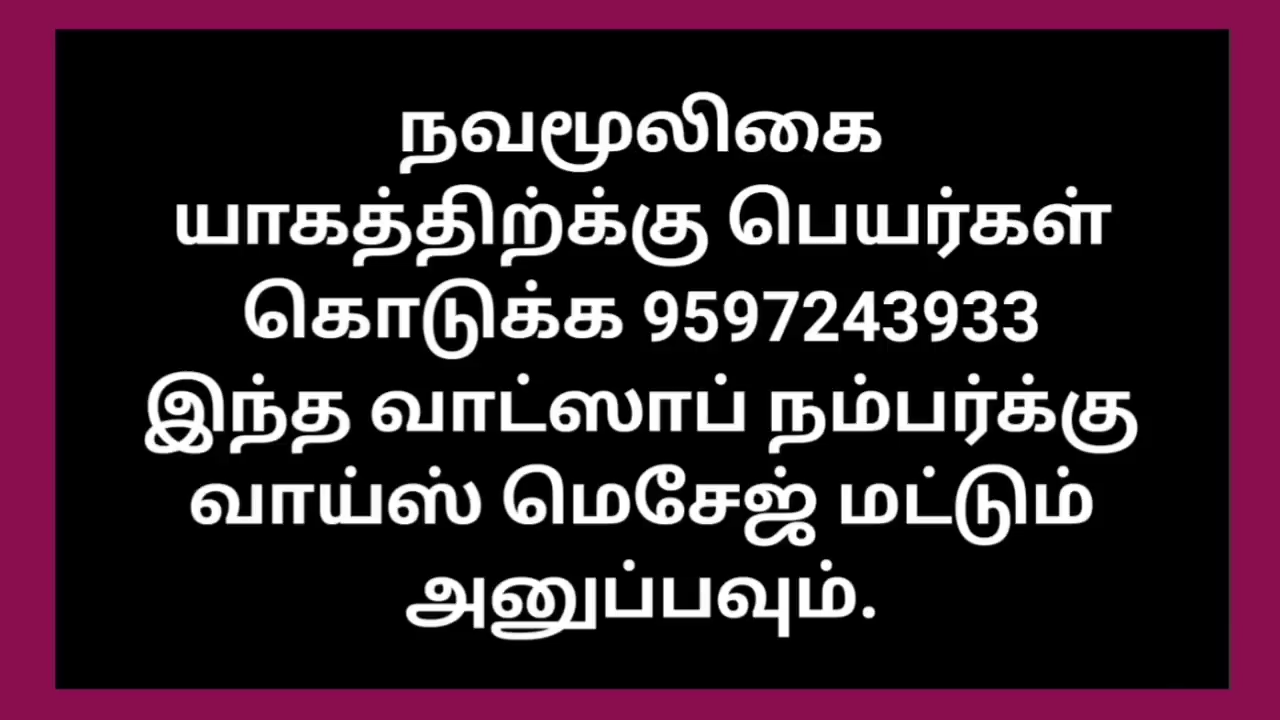 நவமூலிகை
யாகத்திற்க்கு பெயர்கள்
கொடுக்க 9597243933
இந்த வாட்ஸாப் நம்பர்க்கு
வாய்ஸ் மெசேஜ் மட்டும்
அனுப்பவும்.